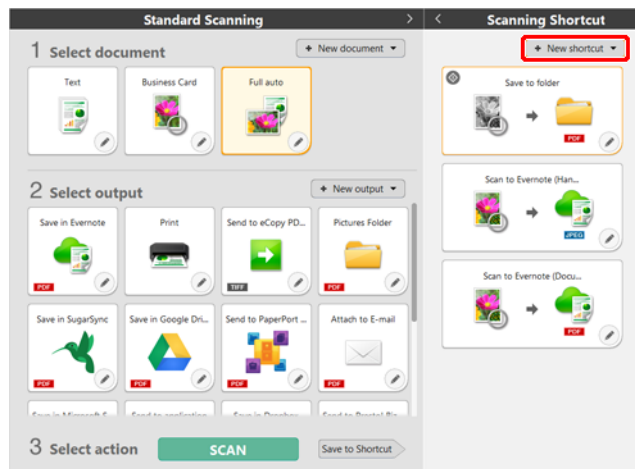 Standard Scanning >
< Scanning Shortcut
1 Select document
+ New document
Text
Business Card
Full auto
2 Select output
+ New output
Save in Evernote
PDF
Print
Send to eCopy PD...
TIFF
Pictures Folder
PDF
Save in SugarSync
PDF
Save in Google Dri...
PDF
Send to PaperPort ...
PDF
Attach to E-mail
PDF
3 Select action
SCAN
Save to Shortcut
+ New shortcut
Save to folder
PDF
Scan to Evernote (Han...
JPEG
Scan to Evernote (Docu...
PDF